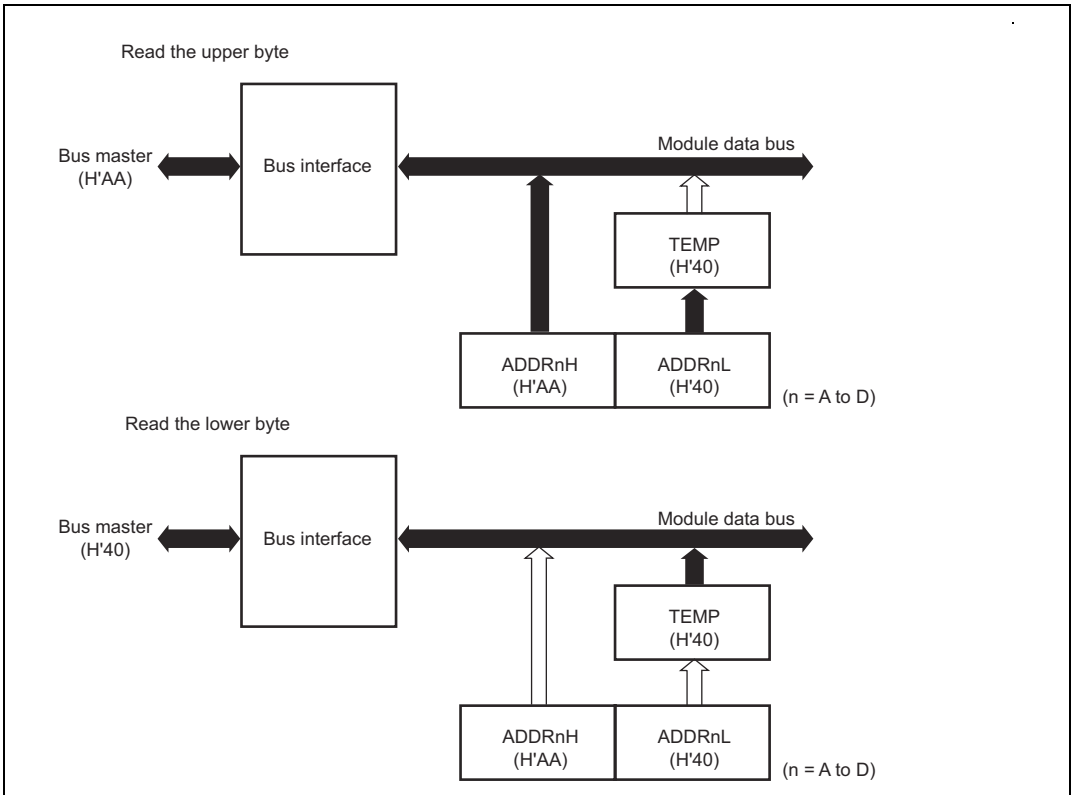 Read the upper byte
Bus master
(H'AA)
Bus interface
Module data bus
TEMP
(H'40)
ADDRnH
(H'AA)
ADDRnL
(H'40)
(n = A to D)
Read the lower byte
Bus master
(H'40)
Bus interface
Module data bus
TEMP
(H'40)
ADDRnH
(H'AA)
ADDRnL
(H'40)
(n = A to D)